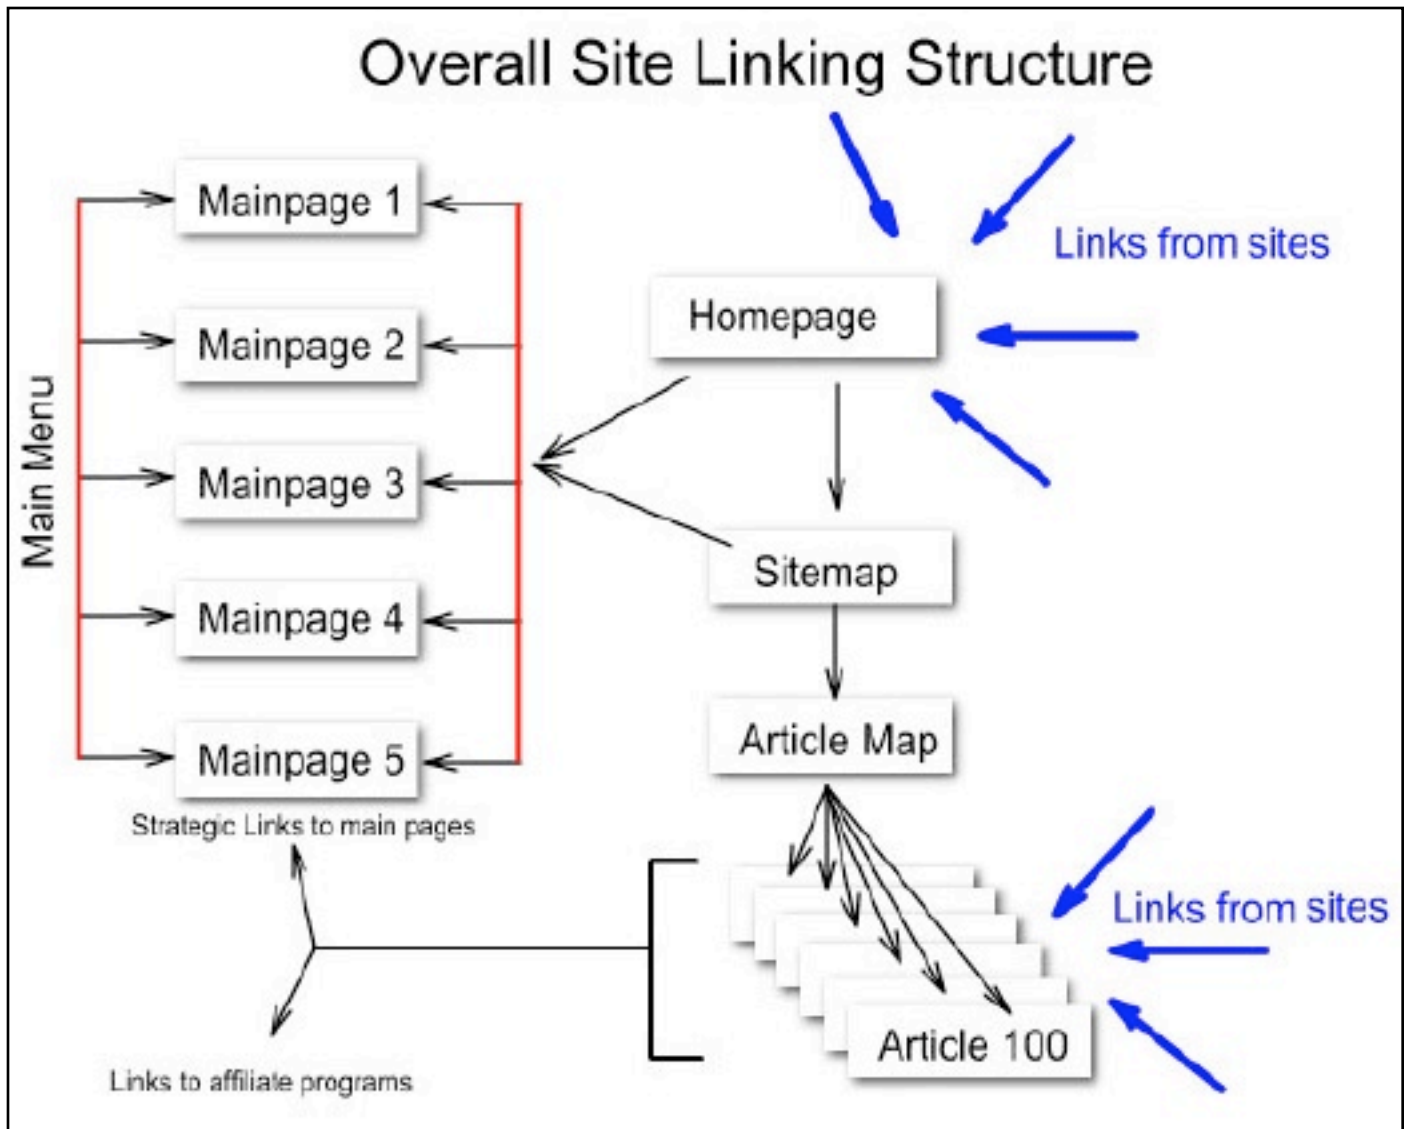 Overall Site Linking Structure
Main Menu
Mainpage 1
Mainpage 2
Mainpage 3
Mainpage 4
Mainpage 5
Strategic Links to main pages
Links to affiliate programs
Links from sites
Homepage
Sitemap
Article Map
Links from sites
Article 100